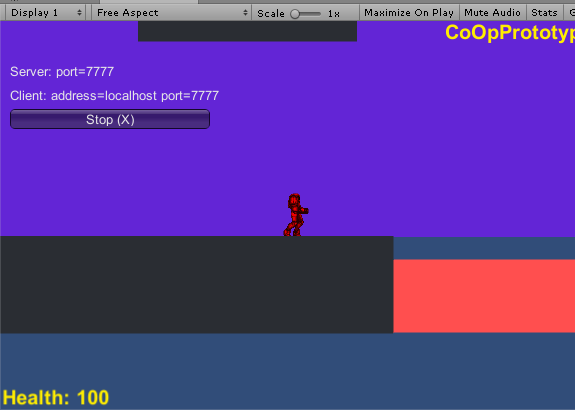 Display 1 Free Aspect Scale 1x Maximize On Play Mute Audio Stats
CoOpPrototyp
Server: port=7777
Client: address=localhost port=7777
Stop (X)
Health: 100